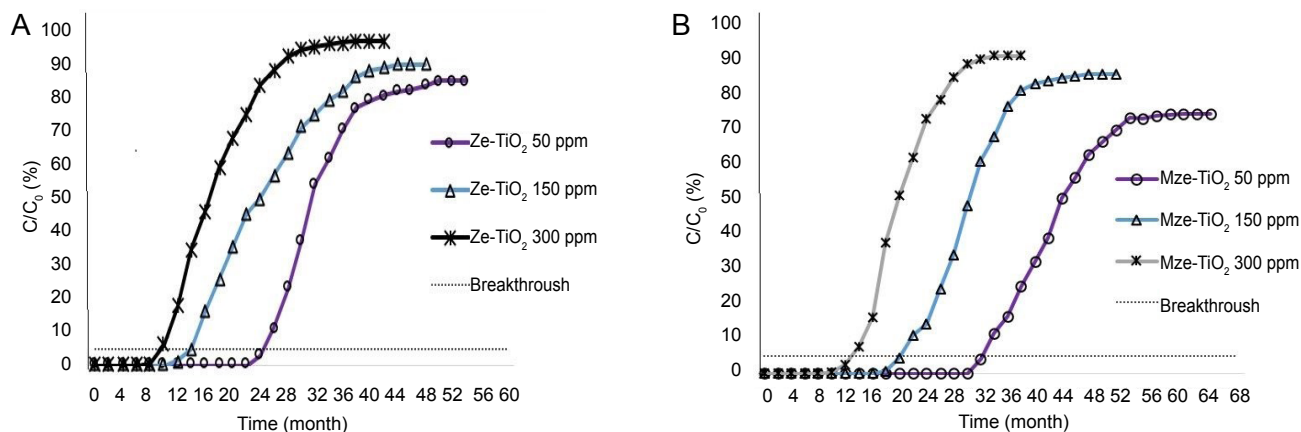 A
100
90
80
70
60
50
40
30
20
10
0
C/C₀ (%)
0 4 8 12 16 20 24 28 32 36 40 44 48 52 56 60
Time (month)
Ze-TiO₂ 50 ppm
Ze-TiO₂ 150 ppm
Ze-TiO₂ 300 ppm
Breakthroush
B
100
90
80
70
60
50
40
30
20
10
0
C/C₀ (%)
0 4 8 12 16 20 24 28 32 36 40 44 48 52 56 60 64 68
Time (month)
Mze-TiO₂ 50 ppm
Mze-TiO₂ 150 ppm
Mze-TiO₂ 300 ppm
Breakthroush